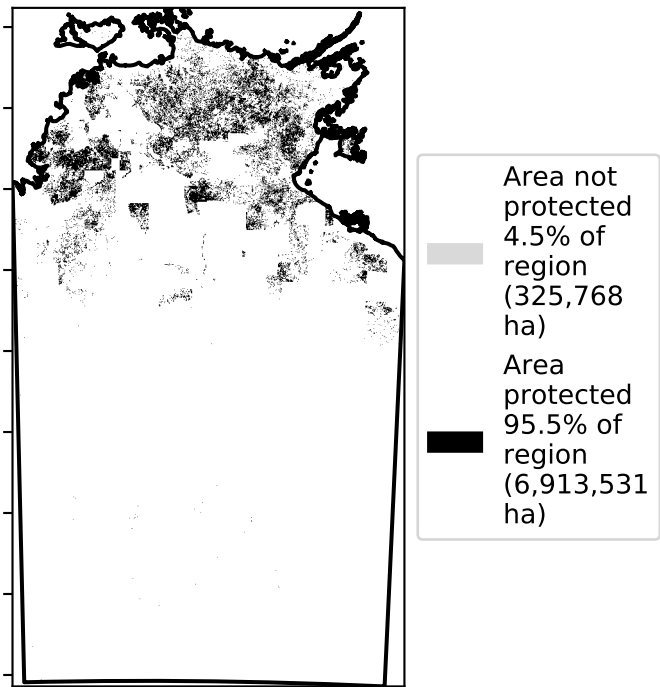 Area not
protected
4.5% of
region
(325,768
ha)
Area
protected
95.5% of
region
(6,913,531
ha)